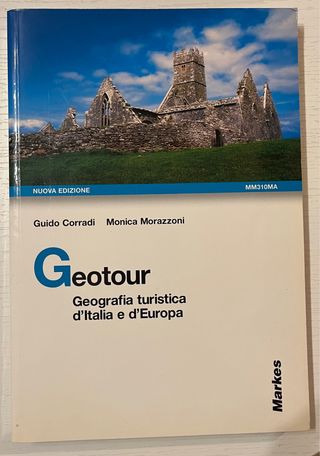 NUOVA EDIZIONE MM310MA
Guido Corradi Monica Morazzoni
Geotour
Geografia turistica
d'Italia e d'Europa
Markes